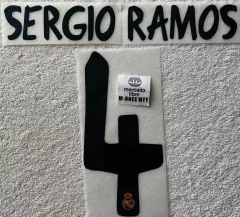 SERGIO RAMOS
4
mercado
libre
M-ONCE MTY